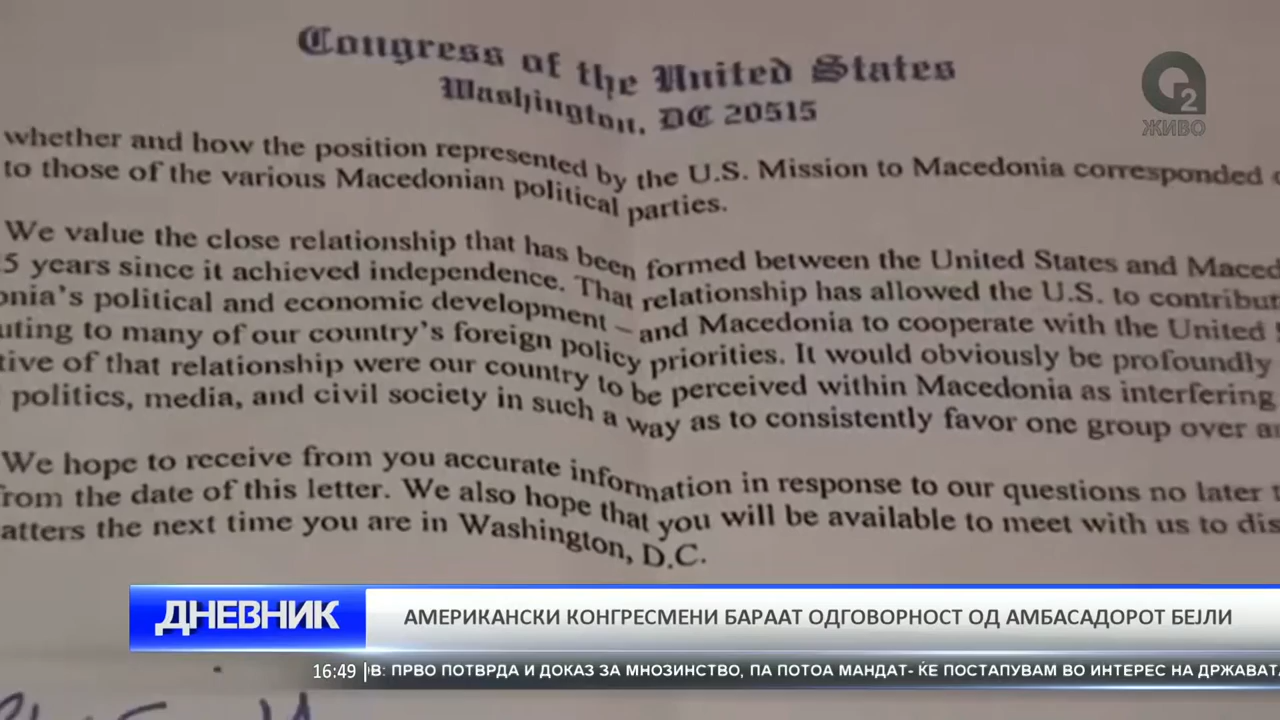 Congress of the United States
Washington, DC 20515
2
ЖИВО
whether and how the position represented by the U.S. Mission to Macedonia corresponded
to those of the various Macedonian political parties.
We value the close relationship that has been formed between the United States and Maced
5 years since it achieved independence. That relationship has allowed the U.S. to contribut
onia's political and economic development – and Macedonia to cooperate with the United
uting to many of our country's foreign policy priorities. It would obviously be profoundly
tive of that relationship were our country to be perceived within Macedonia as interfering
politics, media, and civil society in such a way as to consistently favor one group over
We hope to receive from you accurate information in response to our questions no later
from the date of this letter. We also hope that you will be available to meet with us to dis
atters the next time you are in Washington, D.C.
ДНЕВНИК
АМЕРИКАНСКИ КОНГРЕСМЕНИ БАРААТ ОДГОВОРНОСТ ОД АМБАСАДОРОТ БЕЈЛИ
16:49
В: ПРВО ПОТВРДА И ДОКАЗ ЗА МНОЗИНСТВО, ПА ПОТОА МАНДАТ- ЌЕ ПОСТАПУВАМ ВО ИНТЕРЕС НА ДРЖАВАТА